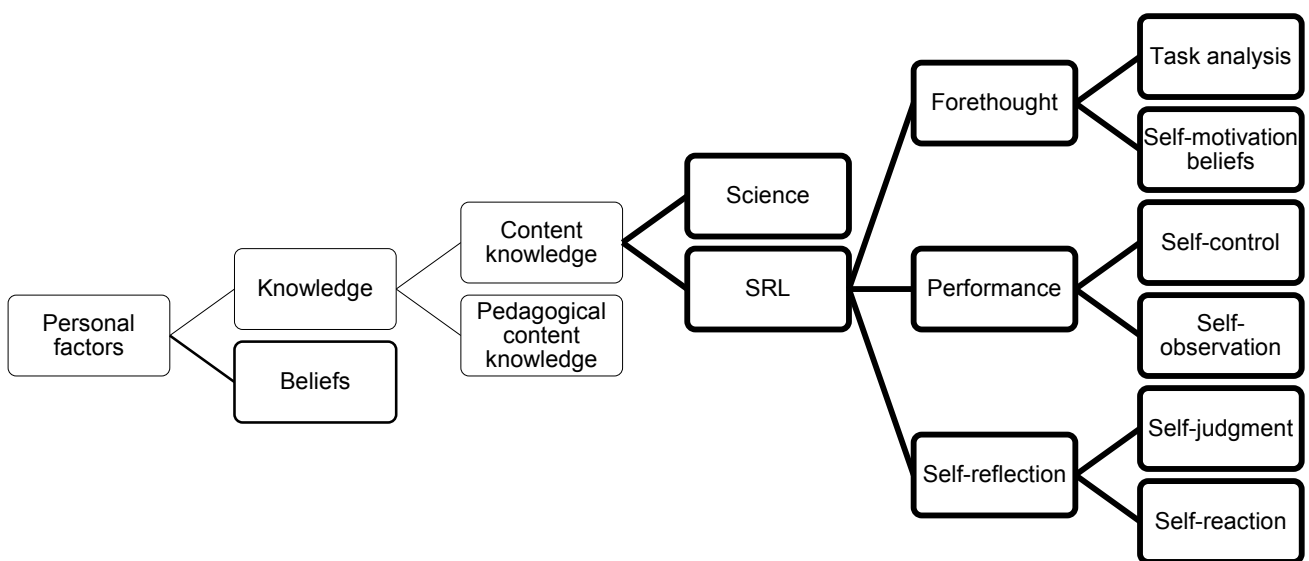 Personal
factors
Knowledge
Beliefs
Content
knowledge
Pedagogical
content
knowledge
Science
SRL
Forethought
Performance
Self-reflection
Task analysis
Self-motivation
beliefs
Self-control
Self-
observation
Self-judgment
Self-reaction